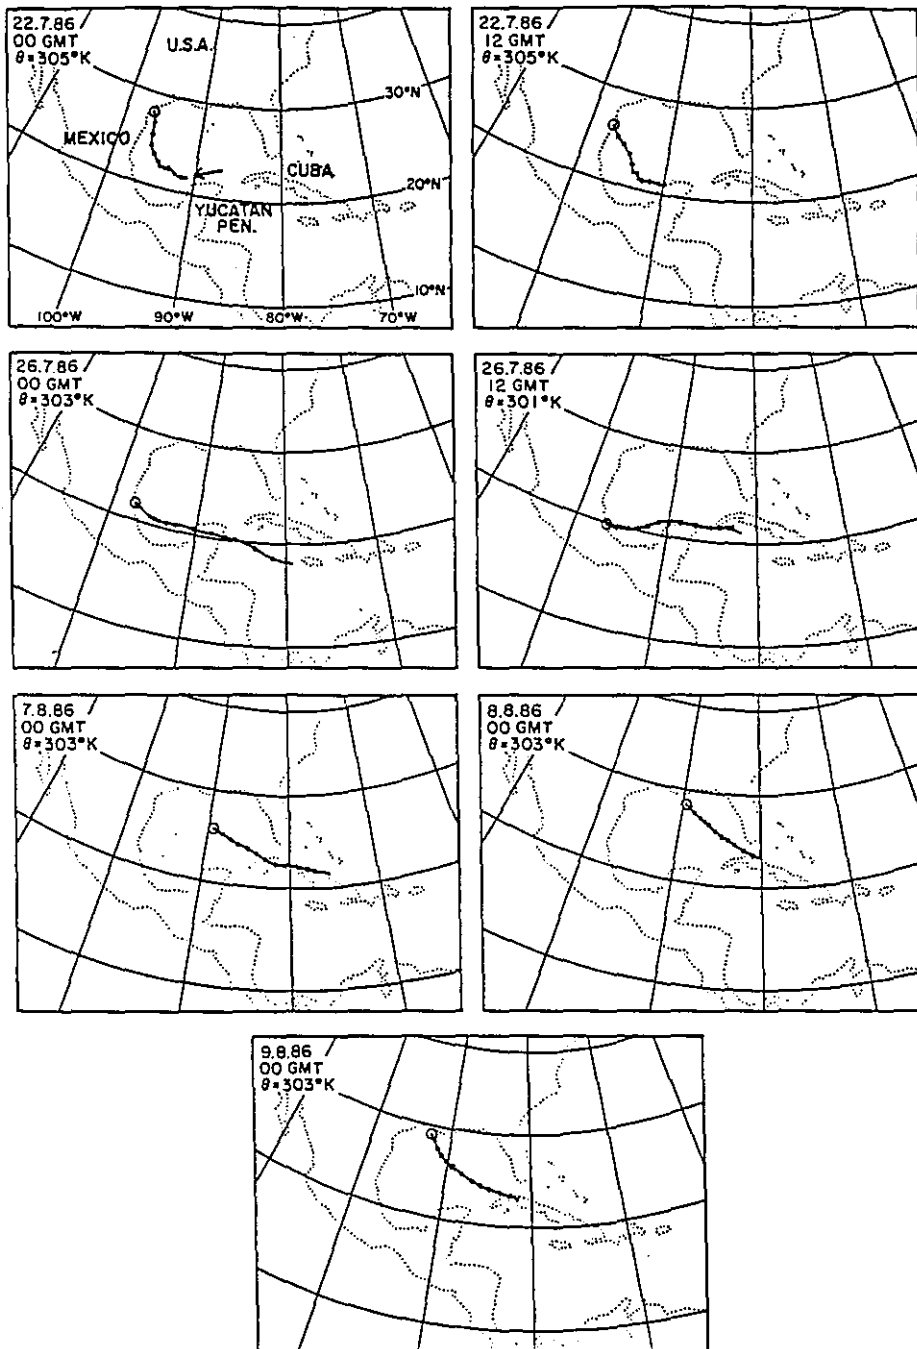 22.7.86
00 GMT
θ=305°K
U.S.A.
30°N
MEXICO
CUBA
20°N
YUCATAN
PEN.
10°N
100°W
90°W
80°W
70°W
22.7.86
12 GMT
θ=305°K
26.7.86
00 GMT
θ=303°K
26.7.86
12 GMT
θ=301°K
7.8.86
00 GMT
θ=303°K
8.8.86
00 GMT
θ=303°K
9.8.86
00 GMT
θ=303°K